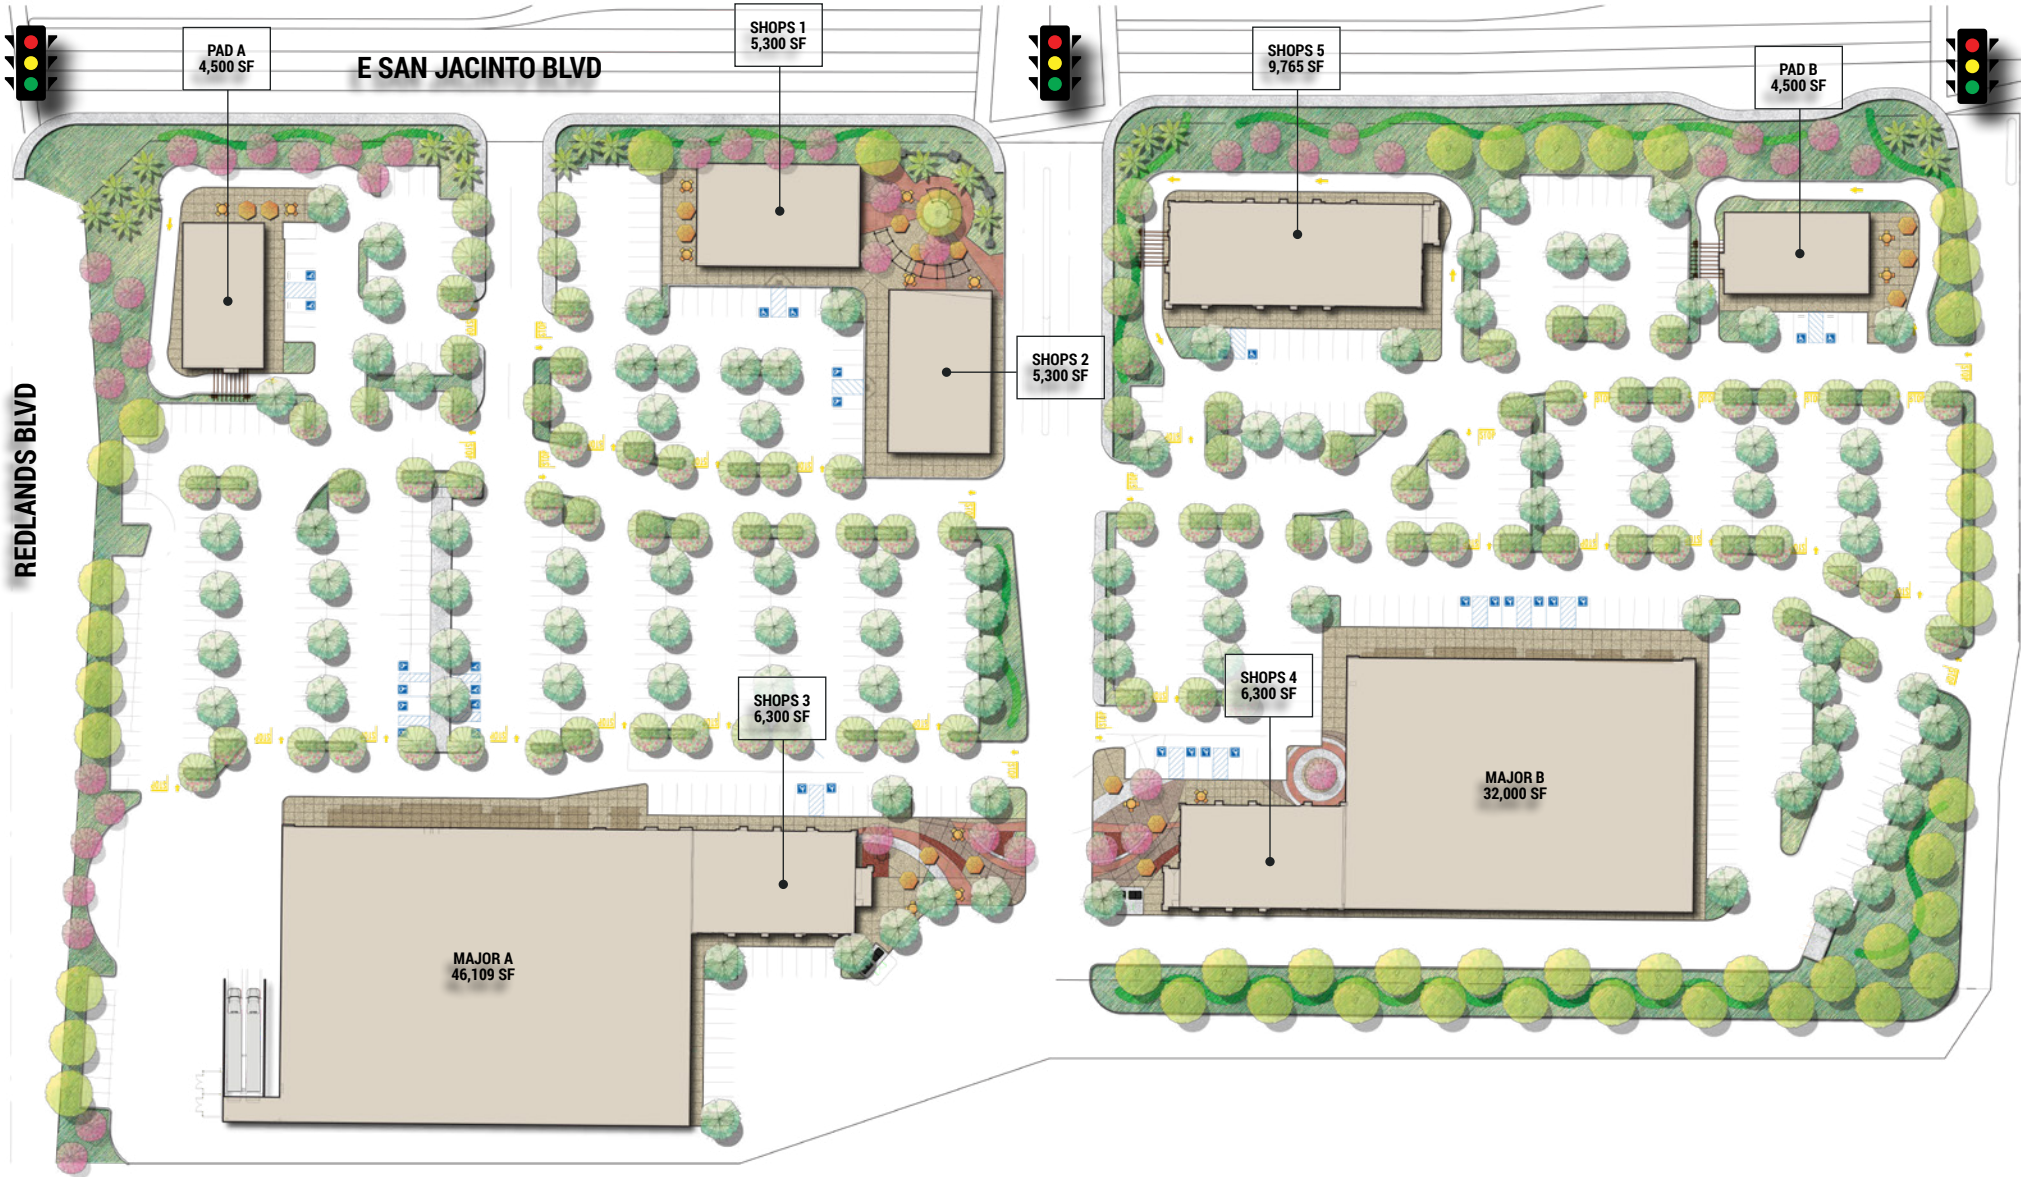 PAD A
4,500 SF
E SAN JACINTO BLVD
SHOPS 1
5,300 SF
SHOPS 5
9,765 SF
PAD B
4,500 SF
SHOPS 2
5,300 SF
REDLANDS BLVD
SHOPS 3
6,300 SF
SHOPS 4
6,300 SF
MAJOR B
32,000 SF
MAJOR A
46,109 SF
STOP